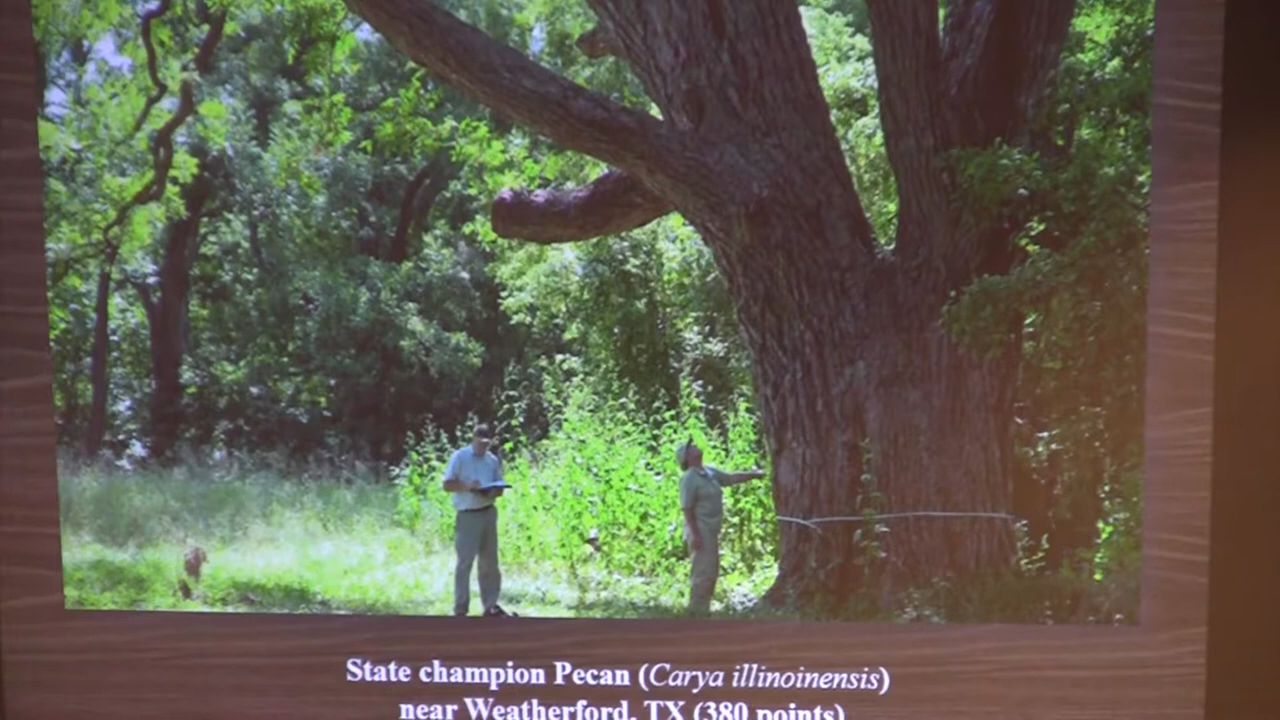 State champion Pecan (Carya illinoinensis)
near Weatherford, TX (380 points)